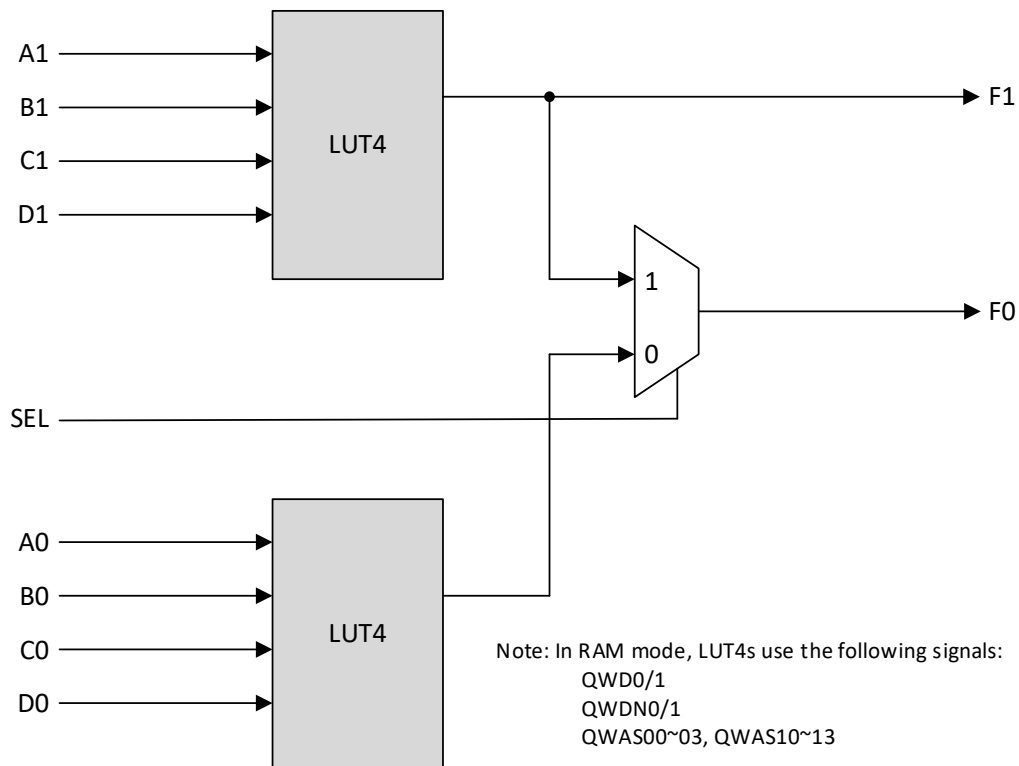 A1
B1
C1
D1
LUT4
F1
1
0
F0
SEL
A0
B0
C0
D0
LUT4
Note: In RAM mode, LUT4s use the following signals:
QWD0/1
QWDN0/1
QWAS00~03, QWAS10~13